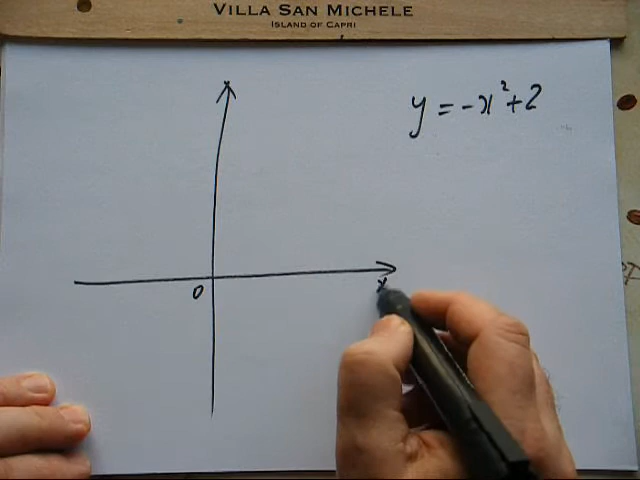 VILLA SAN MICHELE
ISLAND OF CAPRI
y = -x²+2
0
x